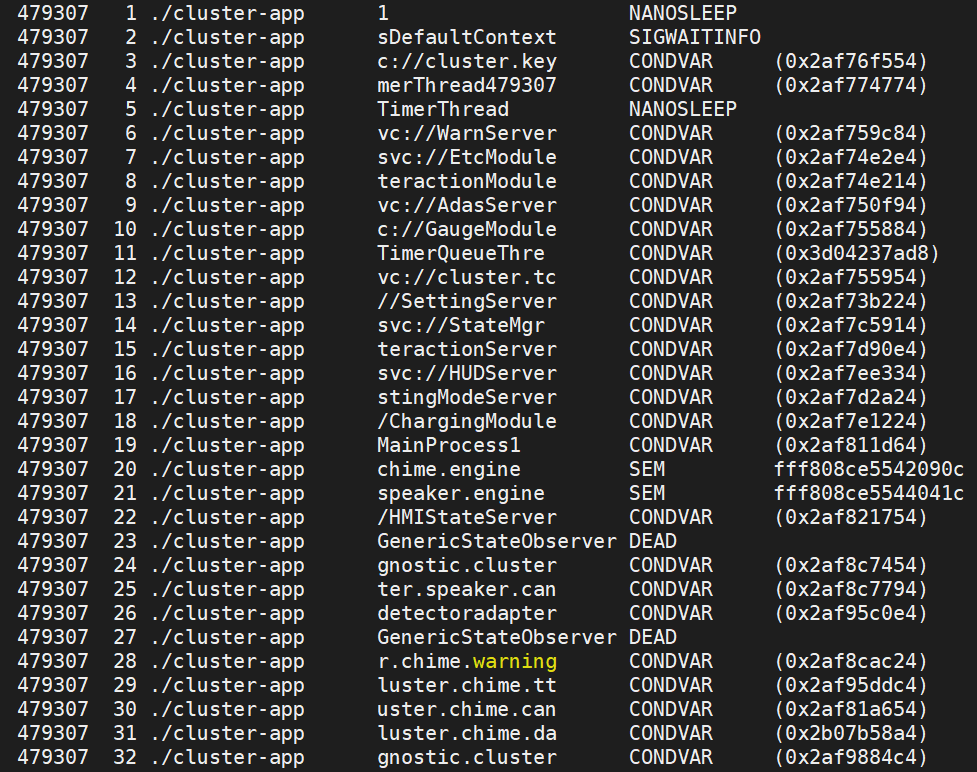 479307 1 ./cluster-app 1 NANOSLEEP
479307 2 ./cluster-app sDefaultContext SIGWAITINFO
479307 3 ./cluster-app c://cluster.key CONDVAR (0x2af76f554)
479307 4 ./cluster-app merThread479307 CONDVAR (0x2af774774)
479307 5 ./cluster-app TimerThread NANOSLEEP
479307 6 ./cluster-app vc://WarnServer CONDVAR (0x2af759c84)
479307 7 ./cluster-app svc://EtcModule CONDVAR (0x2af74e2e4)
479307 8 ./cluster-app teractionModule CONDVAR (0x2af74e214)
479307 9 ./cluster-app vc://AdasServer CONDVAR (0x2af750f94)
479307 10 ./cluster-app c://GaugeModule CONDVAR (0x2af755884)
479307 11 ./cluster-app TimerQueueThre CONDVAR (0x3d04237ad8)
479307 12 ./cluster-app vc://cluster.tc CONDVAR (0x2af755954)
479307 13 ./cluster-app //SettingServer CONDVAR (0x2af73b224)
479307 14 ./cluster-app svc://StateMgr CONDVAR (0x2af7c5914)
479307 15 ./cluster-app teractionServer CONDVAR (0x2af7d90e4)
479307 16 ./cluster-app svc://HUDServer CONDVAR (0x2af7ee334)
479307 17 ./cluster-app stingModeServer CONDVAR (0x2af7d2a24)
479307 18 ./cluster-app /ChargingModule CONDVAR (0x2af7e1224)
479307 19 ./cluster-app MainProcess1 CONDVAR (0x2af811d64)
479307 20 ./cluster-app chime.engine SEM fff808ce5542090c
479307 21 ./cluster-app speaker.engine SEM fff808ce5544041c
479307 22 ./cluster-app /HMIStateServer CONDVAR (0x2af821754)
479307 23 ./cluster-app GenericStateObserver DEAD
479307 24 ./cluster-app gnostic.cluster CONDVAR (0x2af8c7454)
479307 25 ./cluster-app ter.speaker.can CONDVAR (0x2af8c7794)
479307 26 ./cluster-app detectoradapter CONDVAR (0x2af95c0e4)
479307 27 ./cluster-app GenericStateObserver DEAD
479307 28 ./cluster-app r.chime.warning CONDVAR (0x2af8cac24)
479307 29 ./cluster-app luster.chime.tt CONDVAR (0x2af95ddc4)
479307 30 ./cluster-app uster.chime.can CONDVAR (0x2af81a654)
479307 31 ./cluster-app luster.chime.da CONDVAR (0x2b07b58a4)
479307 32 ./cluster-app gnostic.cluster CONDVAR (0x2af9884c4)